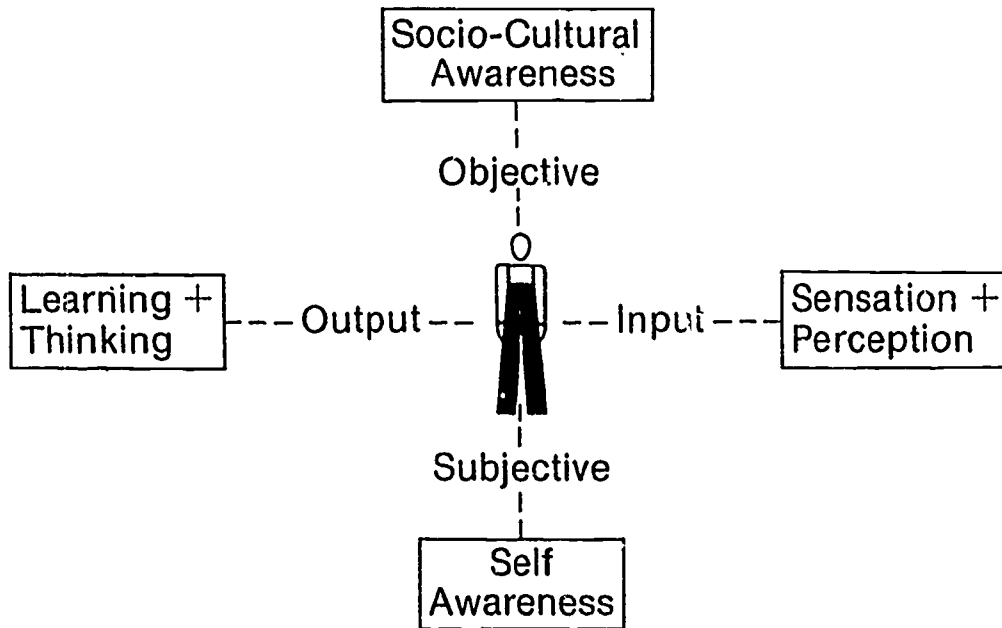 Socio-Cultural
Awareness
Objective
Learning +
Thinking
Output
Input
Sensation +
Perception
Subjective
Self
Awareness